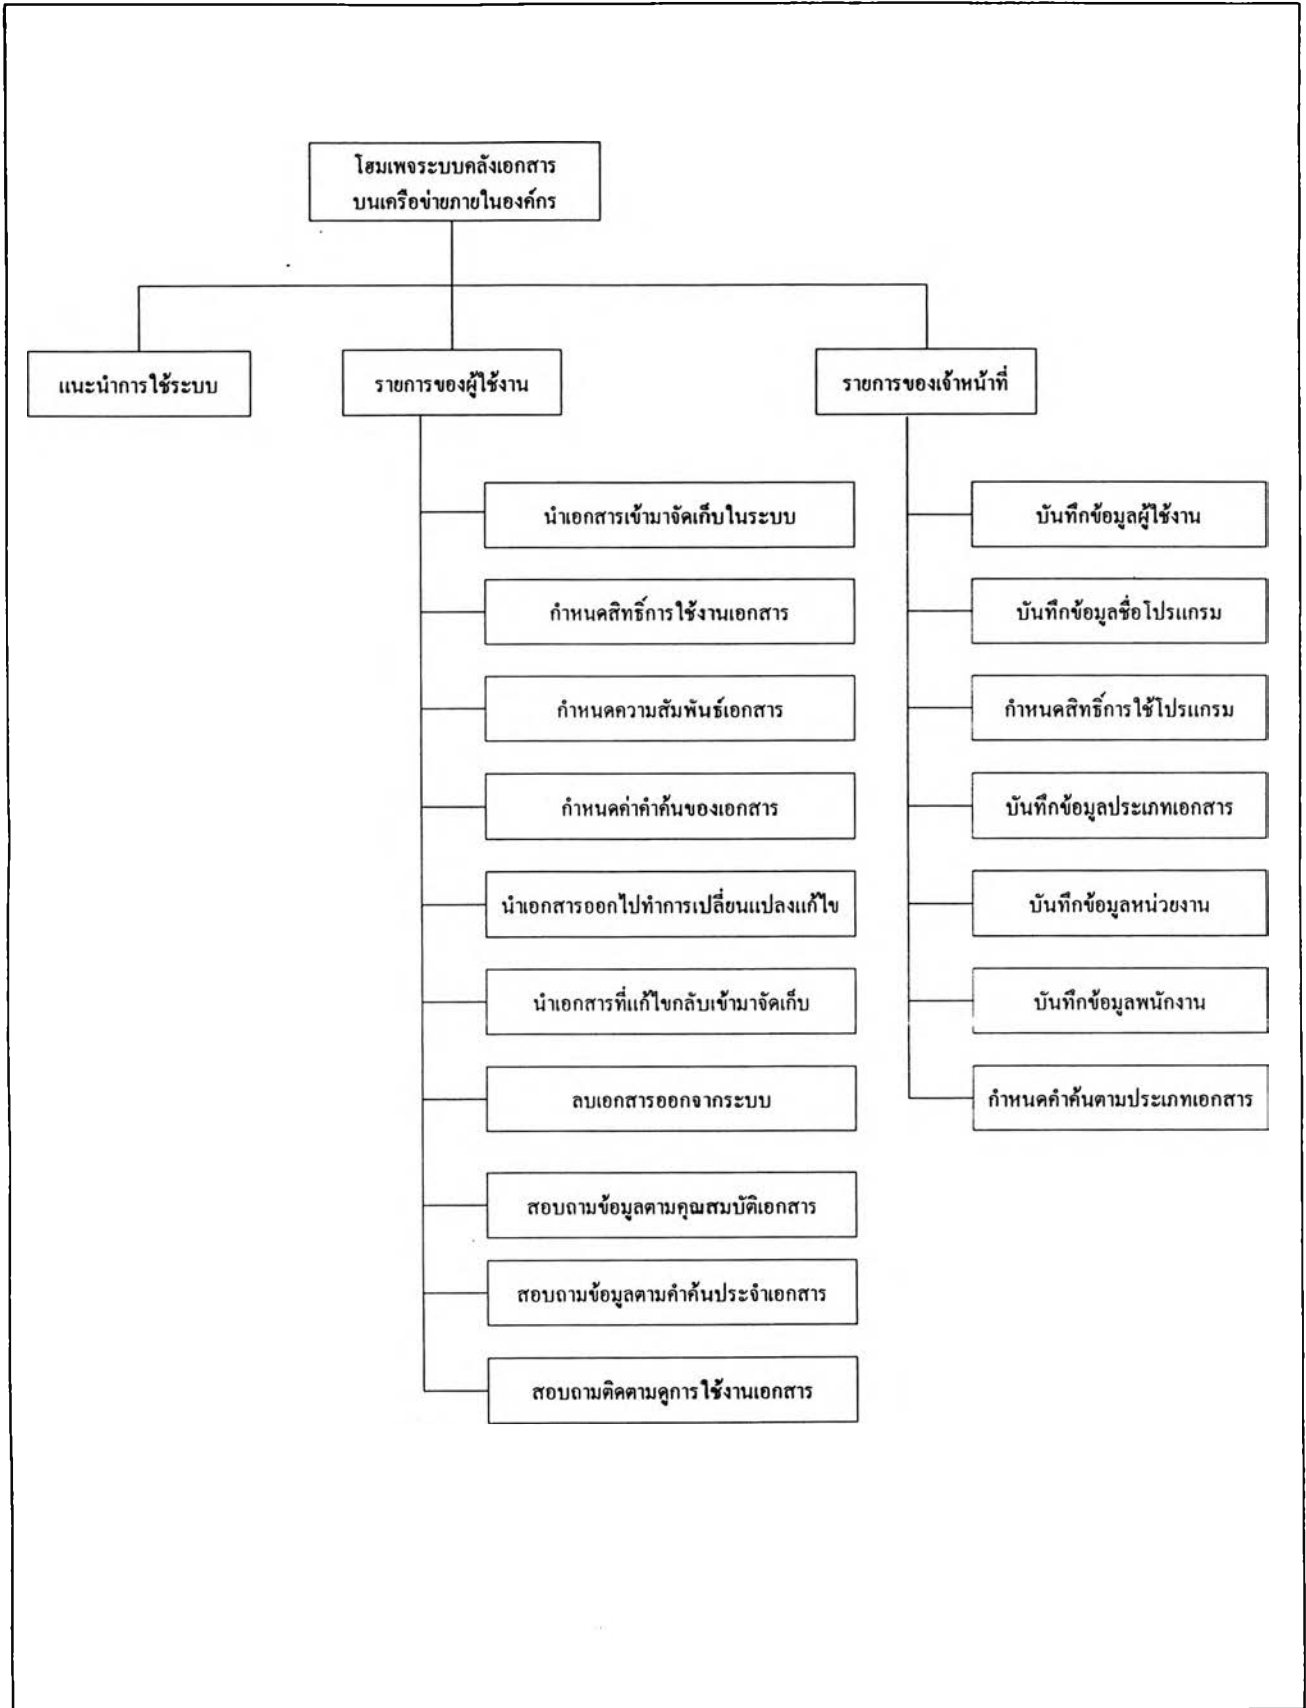 โฮมเพจระบบคลังเอกสาร
บนเครือข่ายภายในองค์กร
แนะนำการใช้ระบบ
รายการของผู้ใช้งาน
รายการของเจ้าหน้าที่
นำเอกสารเข้ามาจัดเก็บในระบบ
กำหนดสิทธิ์การใช้งานเอกสาร
กำหนดความสัมพันธ์เอกสาร
กำหนดค่าคำค้นของเอกสาร
นำเอกสารออกไปทำการเปลี่ยนแปลงแก้ไข
นำเอกสารที่แก้ไขกลับเข้ามาจัดเก็บ
ลบเอกสารออกจากระบบ
สอบถามข้อมูลตามคุณสมบัติเอกสาร
สอบถามข้อมูลตามคำค้นประจำเอกสาร
สอบถามติดตามดูการใช้งานเอกสาร
บันทึกข้อมูลผู้ใช้งาน
บันทึกข้อมูลชื่อโปรแกรม
กำหนดสิทธิ์การใช้โปรแกรม
บันทึกข้อมูลประเภทเอกสาร
บันทึกข้อมูลหน่วยงาน
บันทึกข้อมูลพนักงาน
กำหนดคำค้นตามประเภทเอกสาร